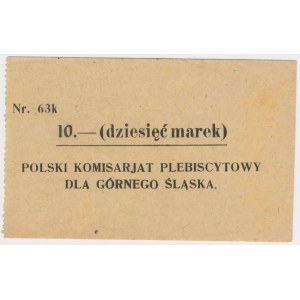 Nr. 63k
10.— (dziesięć marek)
POLSKI KOMISARJAT PLEBISCYTOWY
DLA GÓRNEGO ŚLĄSKA.